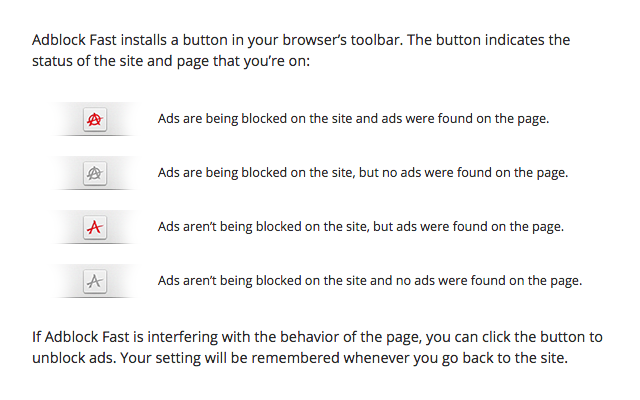 Adblock Fast installs a button in your browser's toolbar. The button indicates the
status of the site and page that you're on:
Ads are being blocked on the site and ads were found on the page.
Ads are being blocked on the site, but no ads were found on the page.
Ads aren't being blocked on the site, but ads were found on the page.
Ads aren't being blocked on the site and no ads were found on the page.
If Adblock Fast is interfering with the behavior of the page, you can click the button to
unblock ads. Your setting will be remembered whenever you go back to the site.